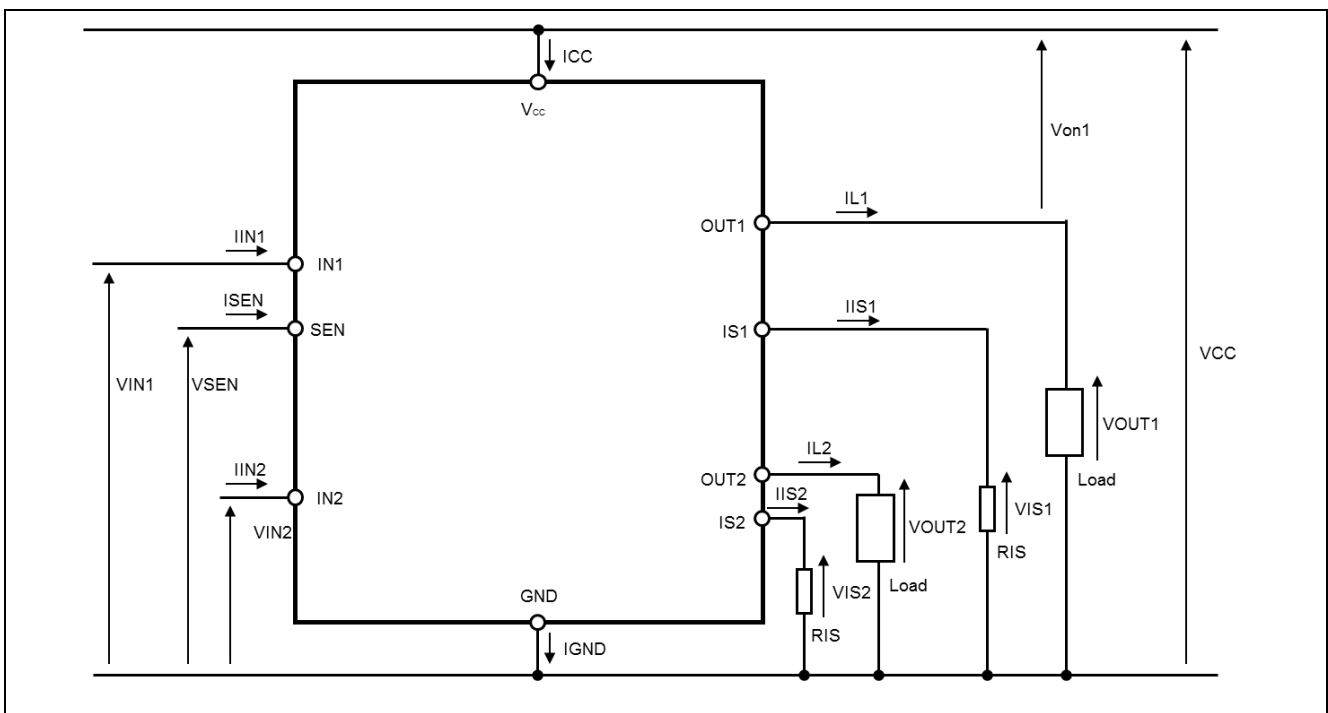 ICC
Vcc
Von1
IL1
OUT1
IIN1
IN1
ISEN
SEN
IIS1
IS1
VCC
VIN1
VSEN
VOUT1
IL2
IIN2
OUT2
Load
IIS2
IN2
VIS1
IS2
VOUT2
VIN2
RIS
Load
VIS2
GND
RIS
IGND